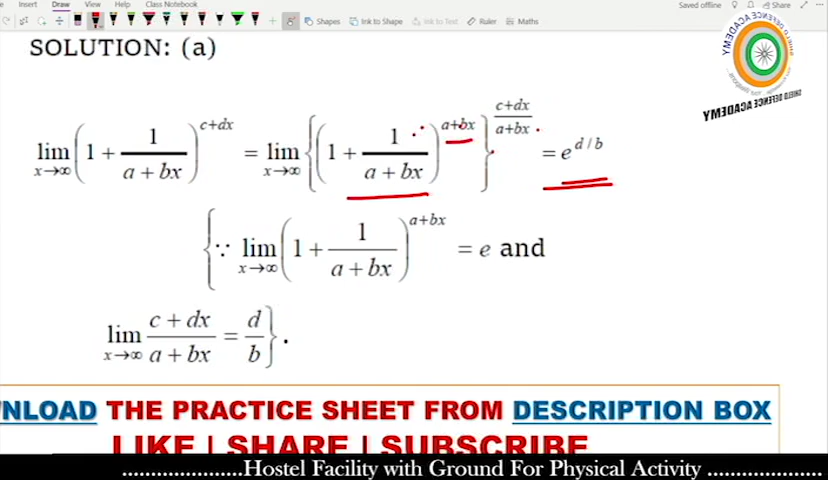 Insert Draw View Help Class Notebook Saved offline Share
Shapes Ink to Shape Ink to Text Ruler Maths
SOLUTION: (a)
lim x→∞ (1 + 1/(a + bx))^(c+dx) = lim x→∞ {(1 + 1/(a + bx))^(a+bx)}^((c+dx)/(a+bx)) = e^(d/b)
{∵ lim x→∞ (1 + 1/(a + bx))^(a+bx) = e and
lim x→∞ (c + dx)/(a + bx) = d/b}.
NLOAD THE PRACTICE SHEET FROM DESCRIPTION BOX
LIKE | SHARE | SUBSCRIBE
.....................Hostel Facility with Ground For Physical Activity ....................